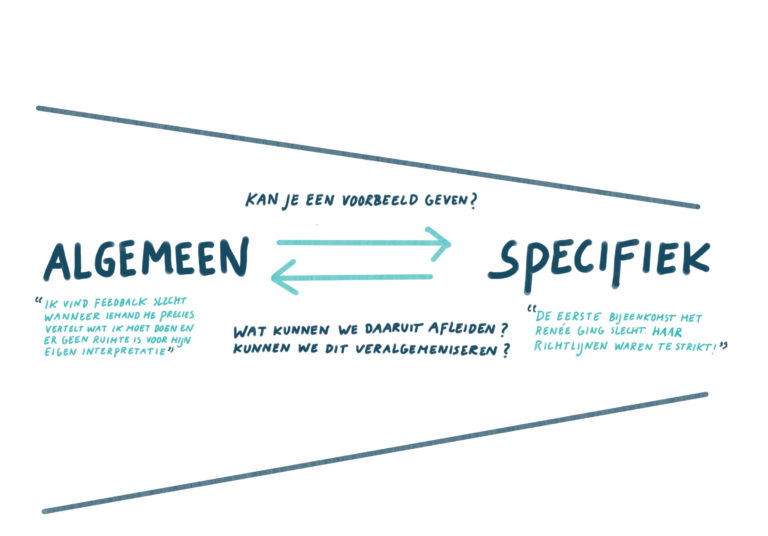 KAN JE EEN VOORBEELD GEVEN?
ALGEMEEN
SPECIFIEK
"IK VIND FEEDBACK SLECHT
WANNEER IEMAND ME PRECIES
VERTELT WAT IK MOET DOEN EN
ER GEEN RUIMTE IS VOOR MIJN
EIGEN INTERPRETATIE"
WAT KUNNEN WE DAARUIT AFLEIDEN?
KUNNEN WE DIT VERALGEMENISEREN?
"DE EERSTE BIJEENKOMST MET
RENÉE GING SLECHT. HAAR
RICHTLIJNEN WAREN TE STRIKT!"